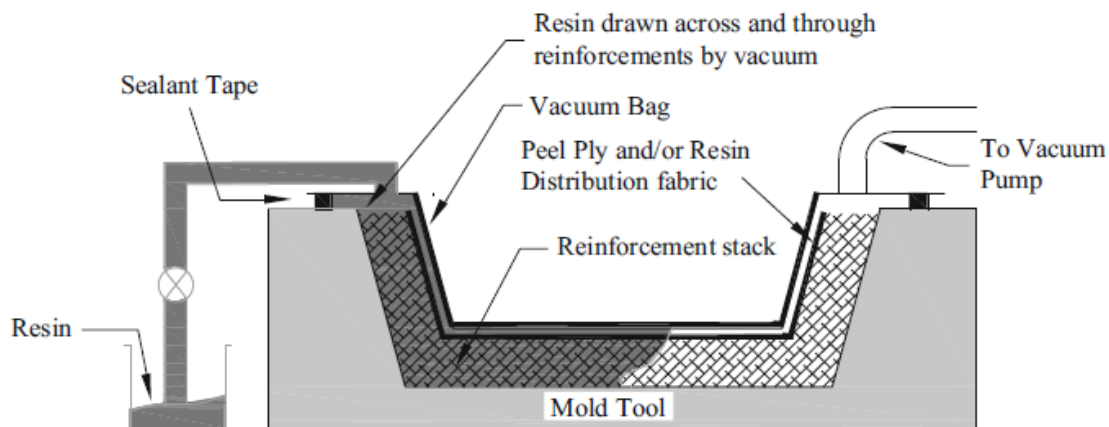 Resin drawn across and through
reinforcements by vacuum
Sealant Tape
Vacuum Bag
Peel Ply and/or Resin
Distribution fabric
To Vacuum
Pump
Reinforcement stack
Resin
Mold Tool